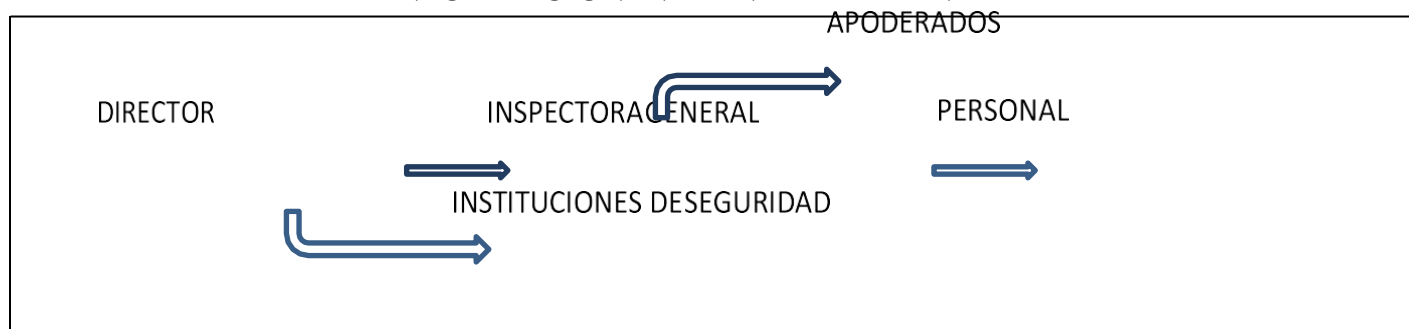 APODERADOS
DIRECTOR INSPECTORAGENERAL PERSONAL
INSTITUCIONES DESEGURIDAD